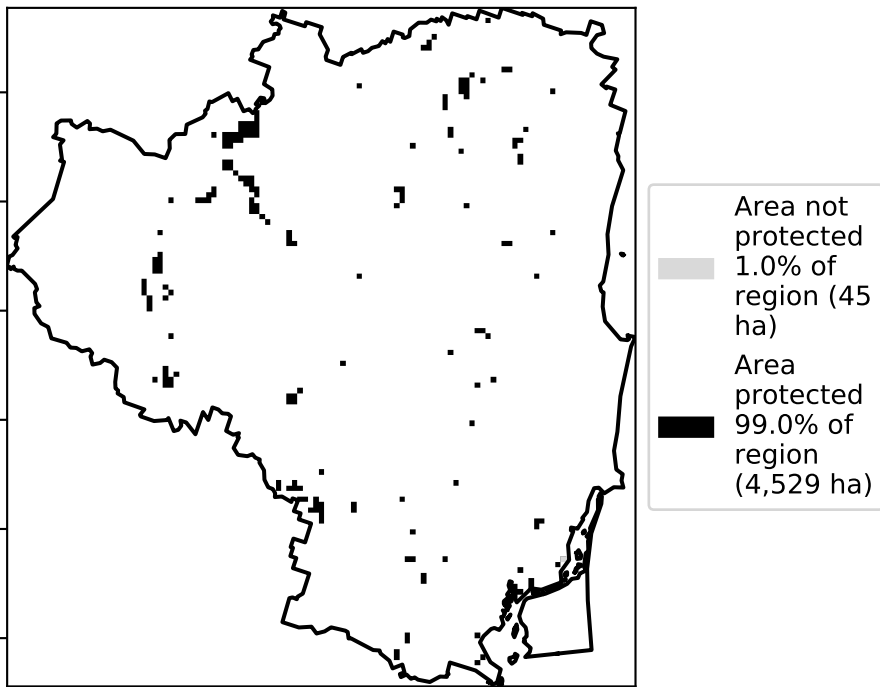 Area not
protected
1.0% of
region (45
ha)
Area
protected
99.0% of
region
(4,529 ha)